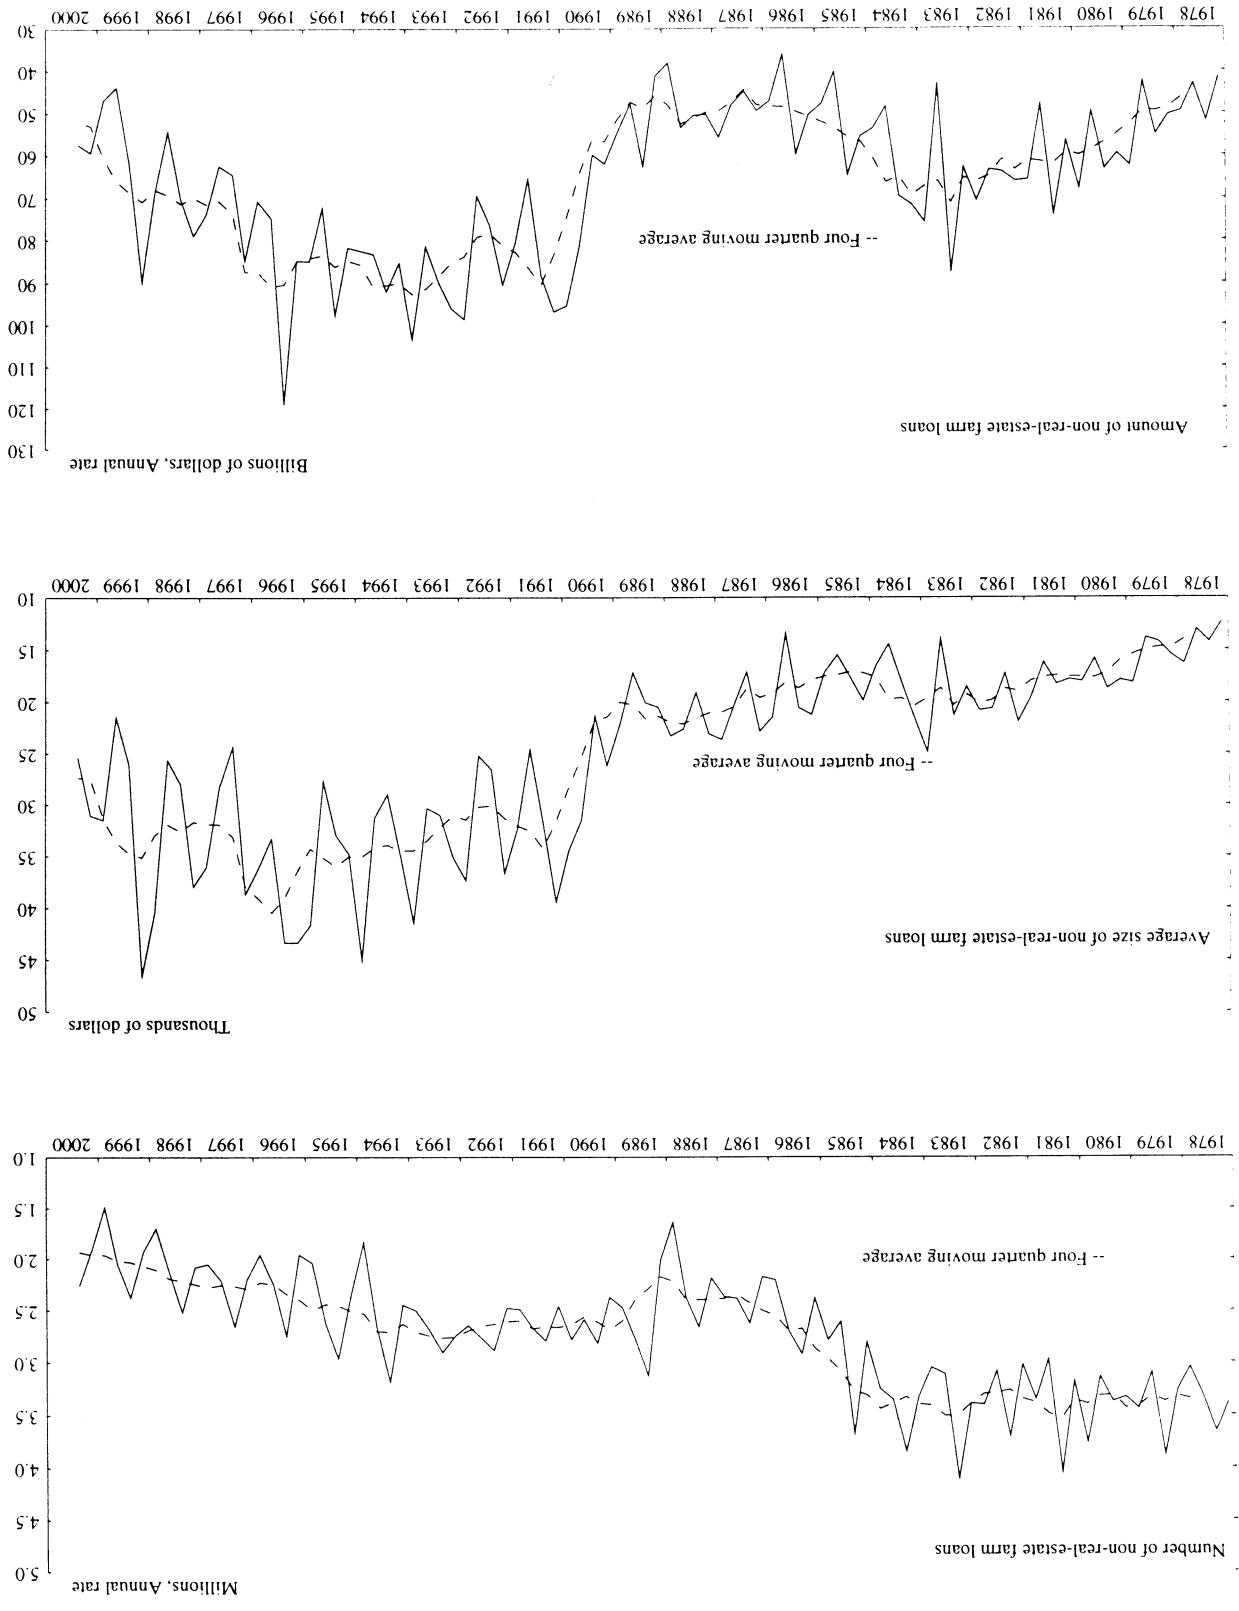 Millions, Annual rate
5.0
Number of non-real-estate farm loans
4.5
4.0
3.5
3.0
2.5
2.0
-- Four quarter moving average
1.5
1.0
1978 1979 1980 1981 1982 1983 1984 1985 1986 1987 1988 1989 1990 1991 1992 1993 1994 1995 1996 1997 1998 1999 2000
Thousands of dollars
50
45
Average size of non-real-estate farm loans
40
35
30
-- Four quarter moving average
25
20
15
10
1978 1979 1980 1981 1982 1983 1984 1985 1986 1987 1988 1989 1990 1991 1992 1993 1994 1995 1996 1997 1998 1999 2000
Billions of dollars, Annual rate
130
Amount of non-real-estate farm loans
120
110
100
90
80
-- Four quarter moving average
70
60
50
40
30
1978 1979 1980 1981 1982 1983 1984 1985 1986 1987 1988 1989 1990 1991 1992 1993 1994 1995 1996 1997 1998 1999 2000